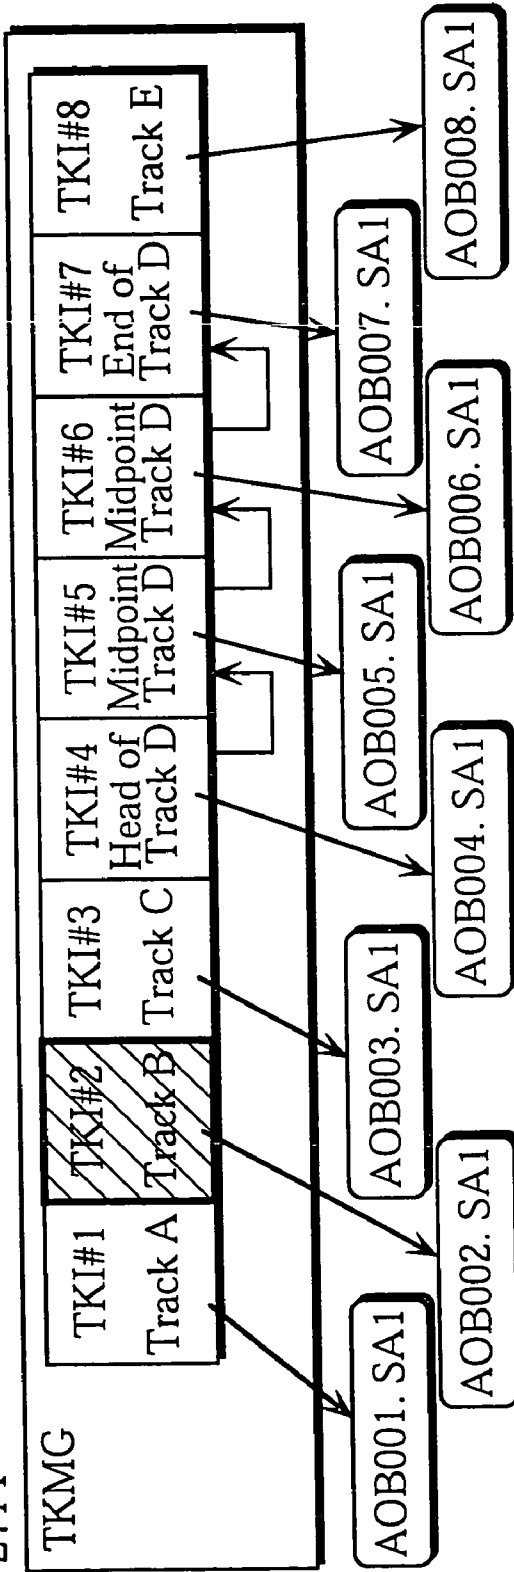 TKMG
TKI#1
Track A
TKI#2
Track B
TKI#3
Track C
TKI#4
Head of
Track D
TKI#5
Midpoint
Track D
TKI#6
Midpoint
Track D
TKI#7
End of
Track D
TKI#8
Track E
AOB001. SA1
AOB002. SA1
AOB003. SA1
AOB004. SA1
AOB005. SA1
AOB006. SA1
AOB007. SA1
AOB008. SA1